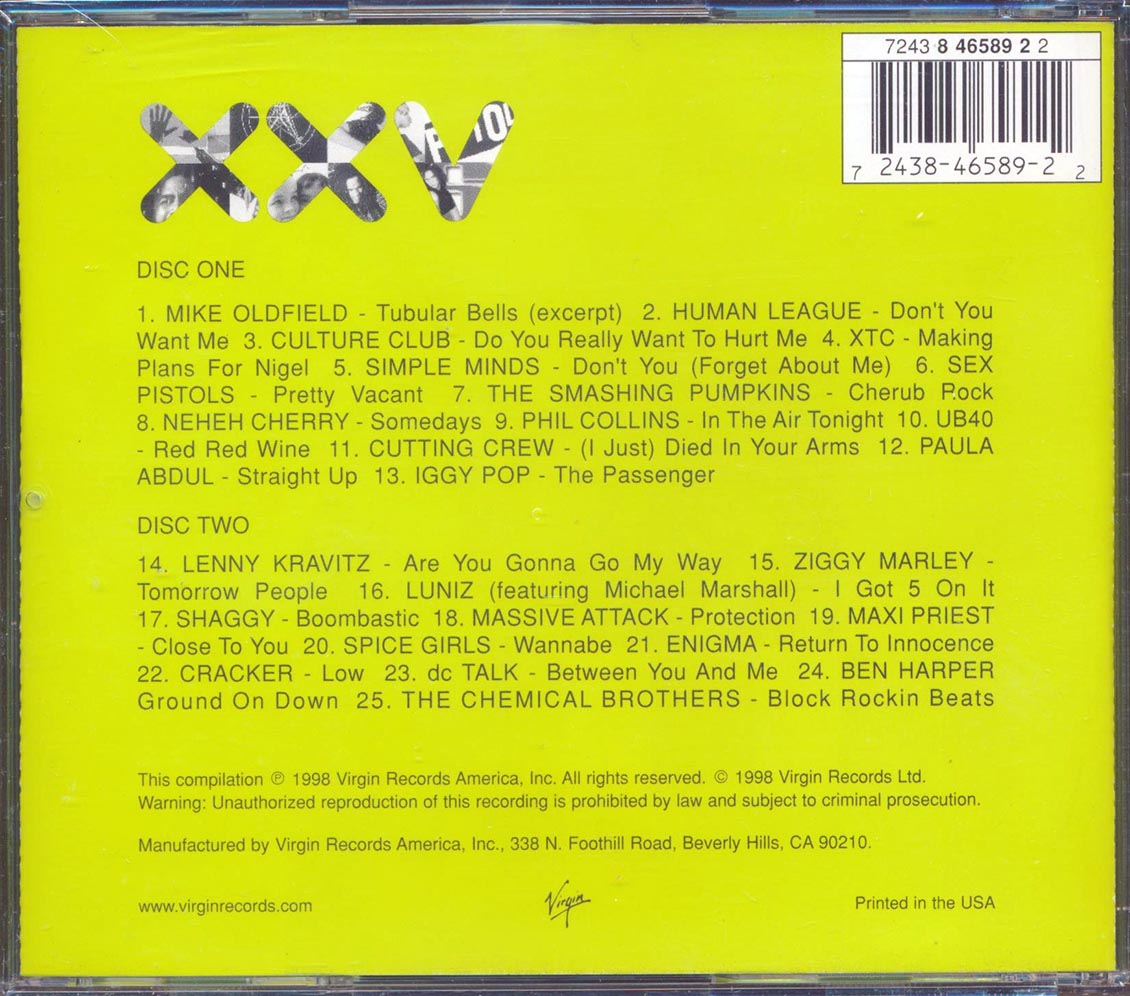 7243 8 46589 2 2
7 2438-46589-2 2
XXV
DISC ONE
1. MIKE OLDFIELD - Tubular Bells (excerpt) 2. HUMAN LEAGUE - Don't You
Want Me 3. CULTURE CLUB - Do You Really Want To Hurt Me 4. XTC - Making
Plans For Nigel 5. SIMPLE MINDS - Don't You (Forget About Me) 6. SEX
PISTOLS - Pretty Vacant 7. THE SMASHING PUMPKINS - Cherub Rock
8. NEHEH CHERRY - Somedays 9. PHIL COLLINS - In The Air Tonight 10. UB40
- Red Red Wine 11. CUTTING CREW - (I Just) Died In Your Arms 12. PAULA
ABDUL - Straight Up 13. IGGY POP - The Passenger
DISC TWO
14. LENNY KRAVITZ - Are You Gonna Go My Way 15. ZIGGY MARLEY -
Tomorrow People 16. LUNIZ (featuring Michael Marshall) - I Got 5 On It
17. SHAGGY - Boombastic 18. MASSIVE ATTACK - Protection 19. MAXI PRIEST
- Close To You 20. SPICE GIRLS - Wannabe 21. ENIGMA - Return To Innocence
22. CRACKER - Low 23. dc TALK - Between You And Me 24. BEN HARPER
Ground On Down 25. THE CHEMICAL BROTHERS - Block Rockin Beats
This compilation ℗ 1998 Virgin Records America, Inc. All rights reserved. © 1998 Virgin Records Ltd.
Warning: Unauthorized reproduction of this recording is prohibited by law and subject to criminal prosecution.
Manufactured by Virgin Records America, Inc., 338 N. Foothill Road, Beverly Hills, CA 90210.
www.virginrecords.com
Virgin
Printed in the USA